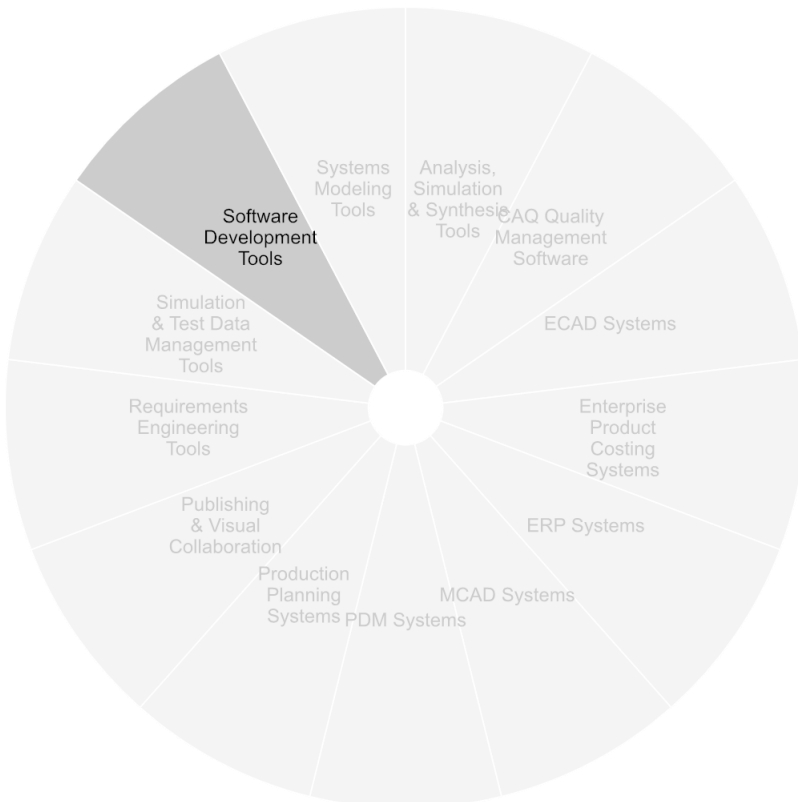 Systems
Modeling
Tools
Analysis,
Simulation
& Synthesis
Tools
CAQ Quality
Management
Software
ECAD Systems
Enterprise
Product
Costing
Systems
ERP Systems
MCAD Systems
PDM Systems
Production
Planning
Systems
Publishing
& Visual
Collaboration
Requirements
Engineering
Tools
Simulation
& Test Data
Management
Tools
Software
Development
Tools